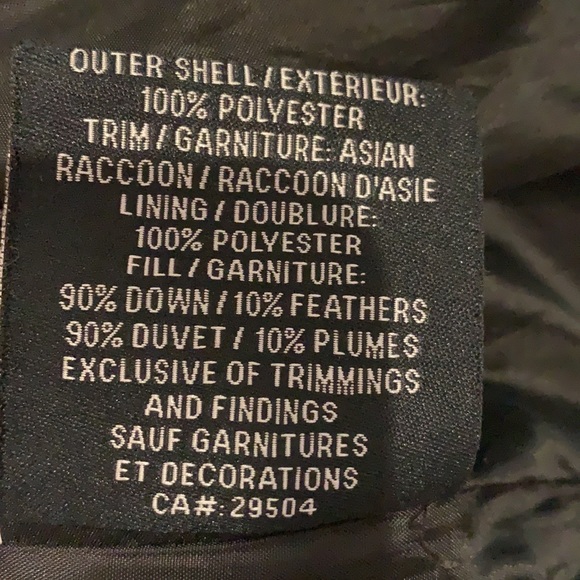 OUTER SHELL / EXTÉRIEUR:
100% POLYESTER
TRIM / GARNITURE: ASIAN
RACCOON / RACCOON D'ASIE
LINING / DOUBLURE:
100% POLYESTER
FILL / GARNITURE:
90% DOWN / 10% FEATHERS
90% DUVET / 10% PLUMES
EXCLUSIVE OF TRIMMINGS
AND FINDINGS
SAUF GARNITURES
ET DECORATIONS
CA#: 29504